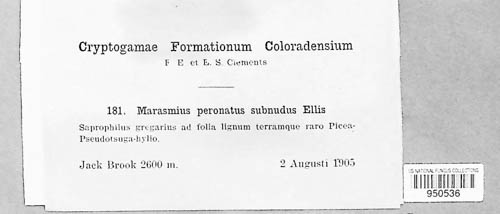 Cryptogamae Formationum Coloradensium
F. E. et E. S. Clements
181. Marasmius peronatus subnudus Ellis
Saprophilus gregarius ad folia lignum terramque raro Picea-
Pseudotsuga-hylio.
Jack Brook 2600 m. 2 Augusti 1905
US NATIONAL FUNGUS COLLECTIONS
950536